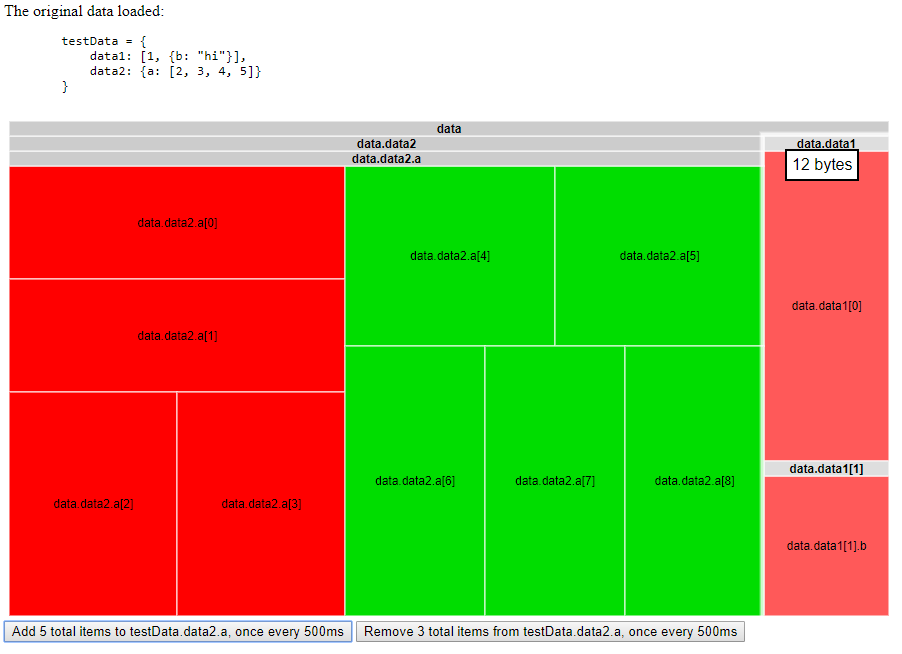 The original data loaded:
testData = {
data1: [1, {b: "hi"}],
data2: {a: [2, 3, 4, 5]}
}
data
data.data2
data.data1
data.data2.a
12 bytes
data.data2.a[0]
data.data2.a[4]
data.data2.a[5]
data.data1[0]
data.data2.a[1]
data.data1[1]
data.data2.a[6]
data.data2.a[7]
data.data2.a[8]
data.data2.a[2]
data.data2.a[3]
data.data1[1].b
Add 5 total items to testData.data2.a, once every 500ms
Remove 3 total items from testData.data2.a, once every 500ms